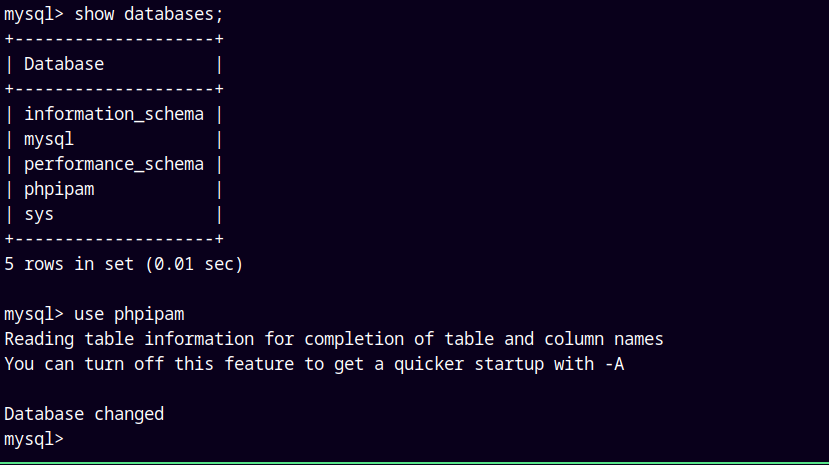 mysql> show databases;
+--------------------+
| Database           |
+--------------------+
| information_schema |
| mysql              |
| performance_schema |
| phpipam            |
| sys                |
+--------------------+
5 rows in set (0.01 sec)

mysql> use phpipam
Reading table information for completion of table and column names
You can turn off this feature to get a quicker startup with -A

Database changed
mysql>